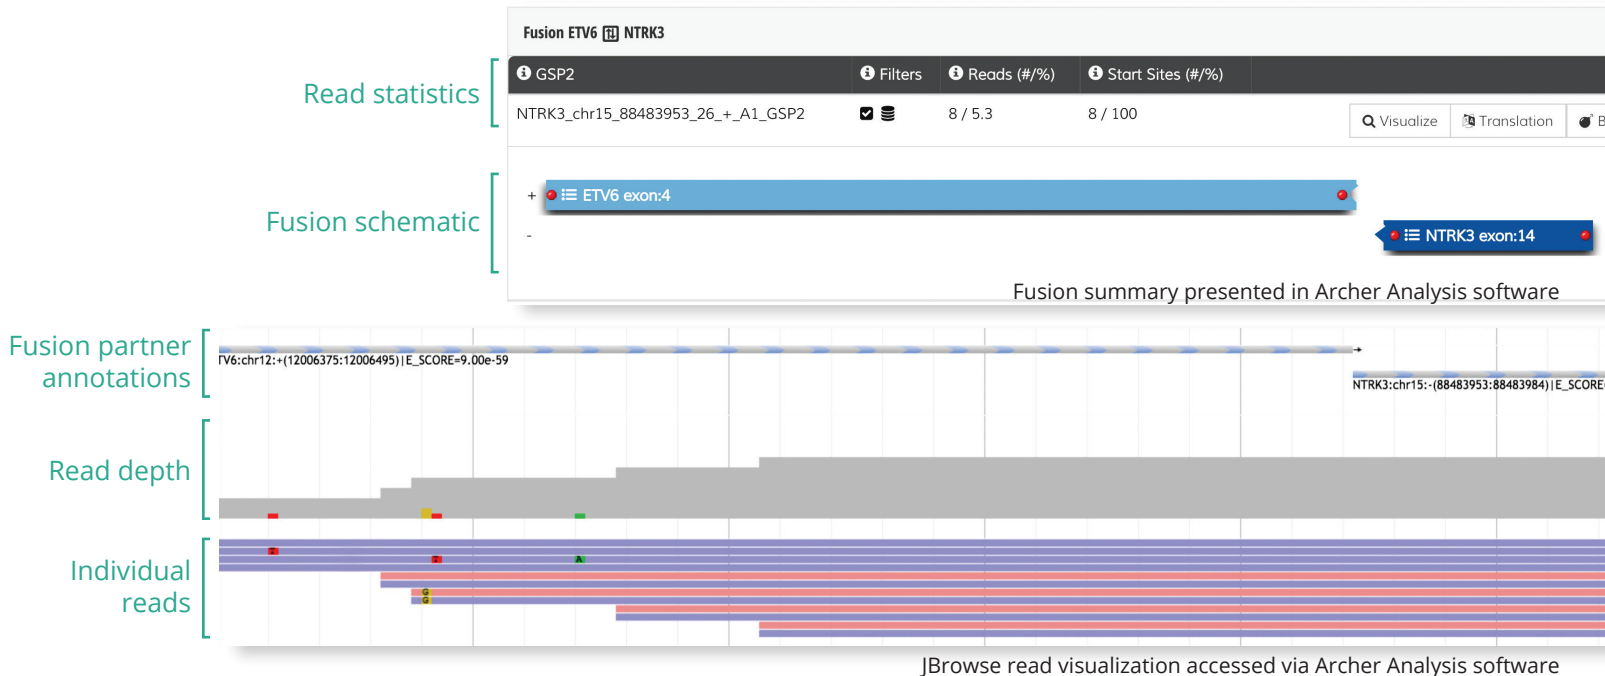 Fusion ETV6 NTRK3
Read statistics
GSP2 Filters Reads (#/%) Start Sites (#/%)
NTRK3_chr15_88483953_26_+_A1_GSP2 8 / 5.3 8 / 100 Visualize Translation B
Fusion schematic
+ ETV6 exon:4
- NTRK3 exon:14
Fusion summary presented in Archer Analysis software
Fusion partner
annotations
TV6:chr12:+(12006375:12006495)|E_SCORE=9.00e-59
NTRK3:chr15:-(88483953:88483984)|E_SCORE
Read depth
Individual
reads
T
T A
G
G
JBrowse read visualization accessed via Archer Analysis software